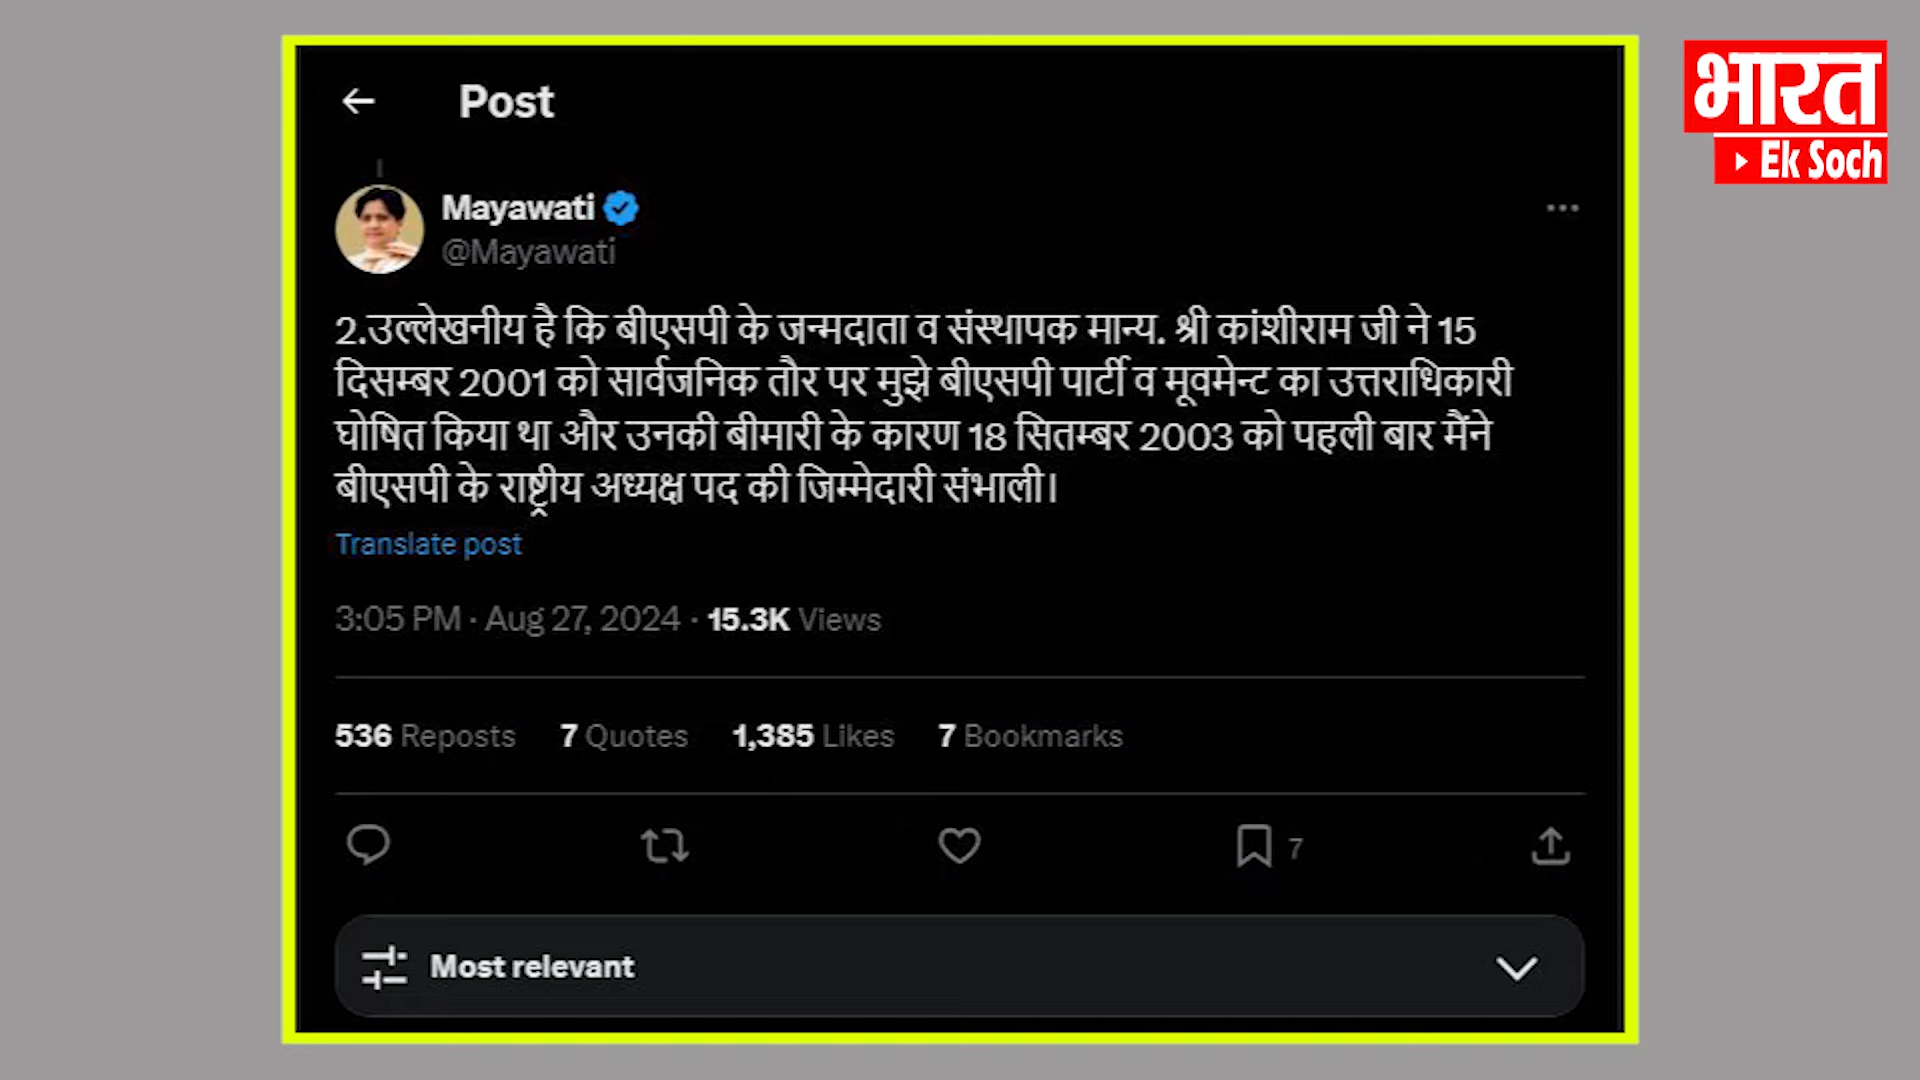 Post
भारत
Ek Soch
Mayawati
@Mayawati
2.उल्लेखनीय है कि बीएसपी के जन्मदाता व संस्थापक मान्य. श्री कांशीराम जी ने 15
दिसम्बर 2001 को सार्वजनिक तौर पर मुझे बीएसपी पार्टी व मूवमेन्ट का उत्तराधिकारी
घोषित किया था और उनकी बीमारी के कारण 18 सितम्बर 2003 को पहली बार मैंने
बीएसपी के राष्ट्रीय अध्यक्ष पद की जिम्मेदारी संभाली।
Translate post
3:05 PM · Aug 27, 2024 · 15.3K Views
536 Reposts 7 Quotes 1,385 Likes 7 Bookmarks
7
Most relevant